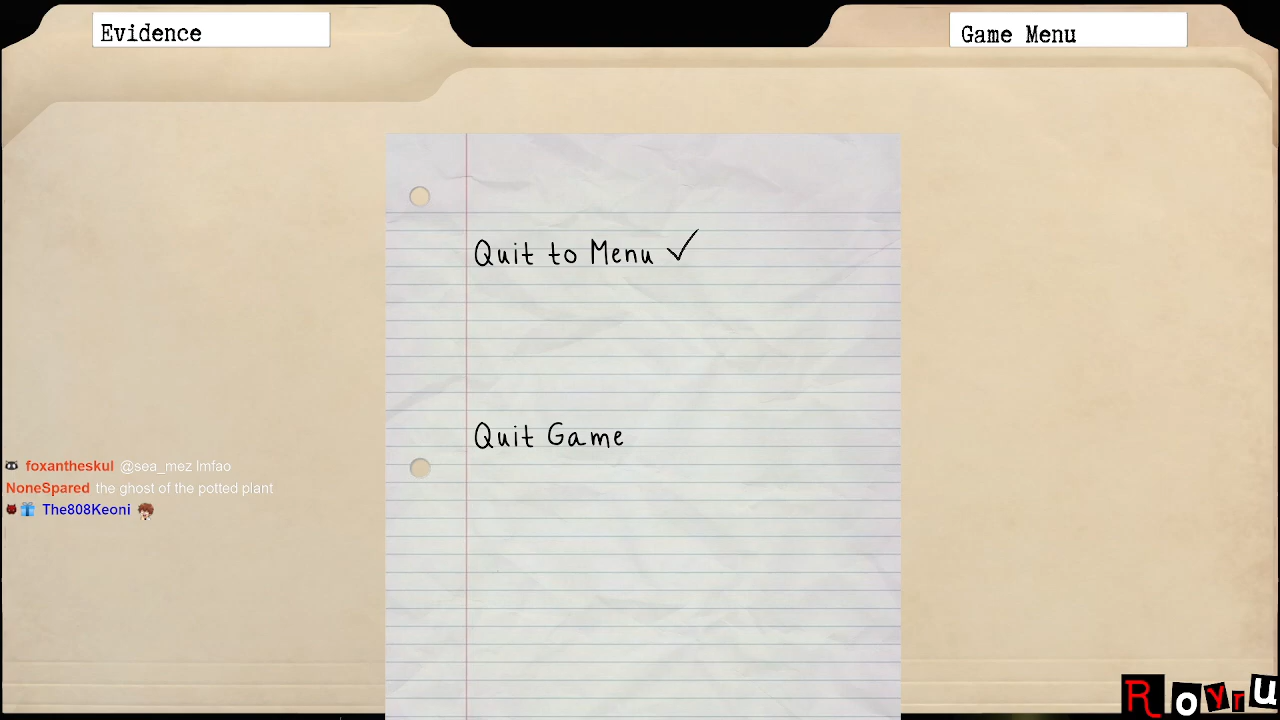 Evidence
Game Menu
Quit to Menu
Quit Game
foxantheskul @sea_mez lmfao
NoneSpared the ghost of the potted plant
The808Keoni
Royru